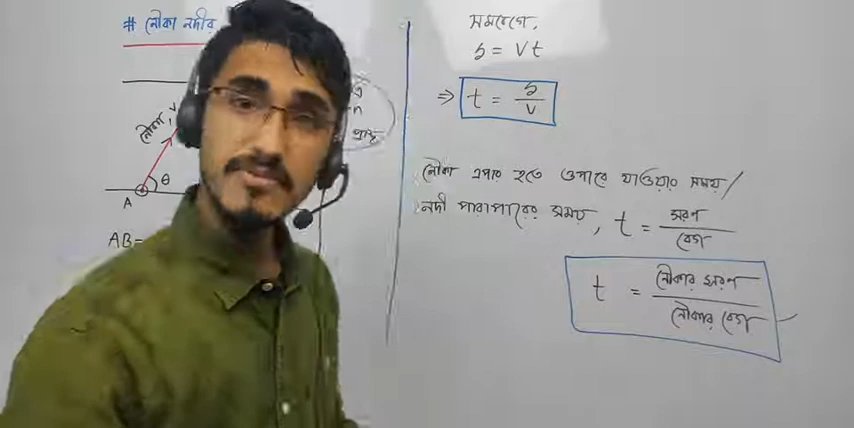 # নৌকা নদীর
নৌকা, v
θ
A
AB=
n
সমবেগে,
s = vt
⇒ t = s/v
নৌকা এপার হতে ওপারে যাওয়ার সময়/
নদী পারাপারের সময়, t = সরণ/বেগ
t = নৌকার সরণ/নৌকার বেগ